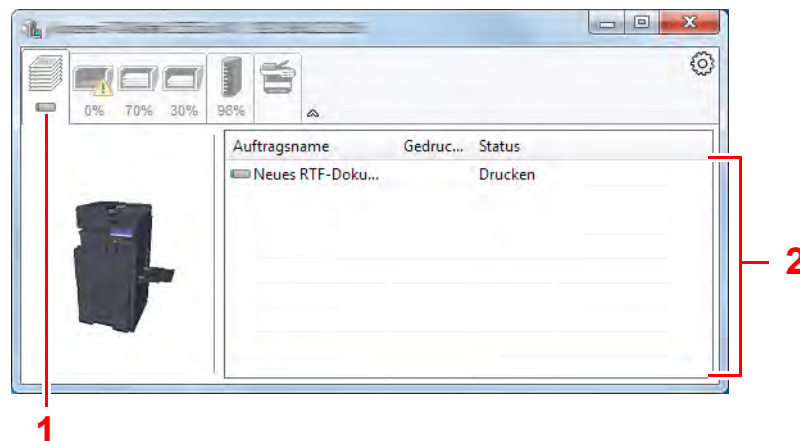 0% 70% 30% 98%
Auftragsname Gedruc... Status
Neues RTF-Doku... Drucken
2
1